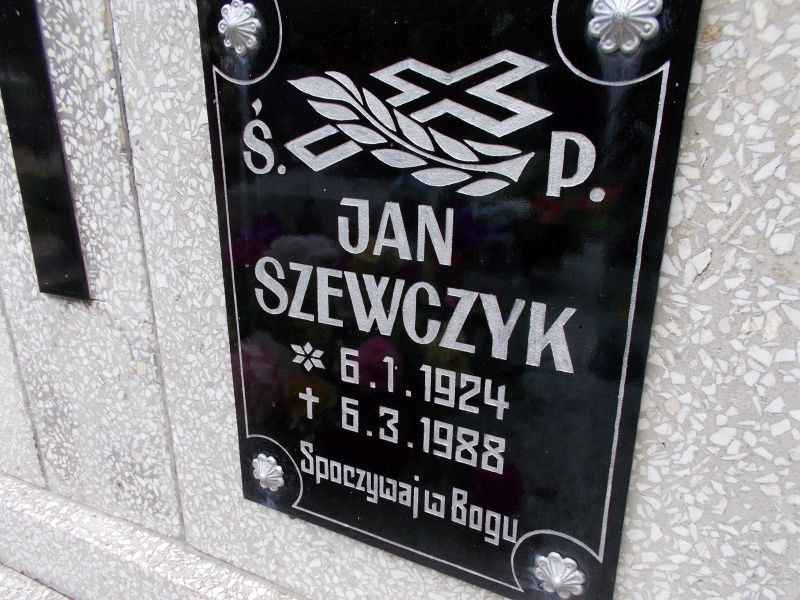 Ś. P.
JAN
SZEWCZYK
* 6.1.1924
† 6.3.1988
Spoczywaj w Bogu